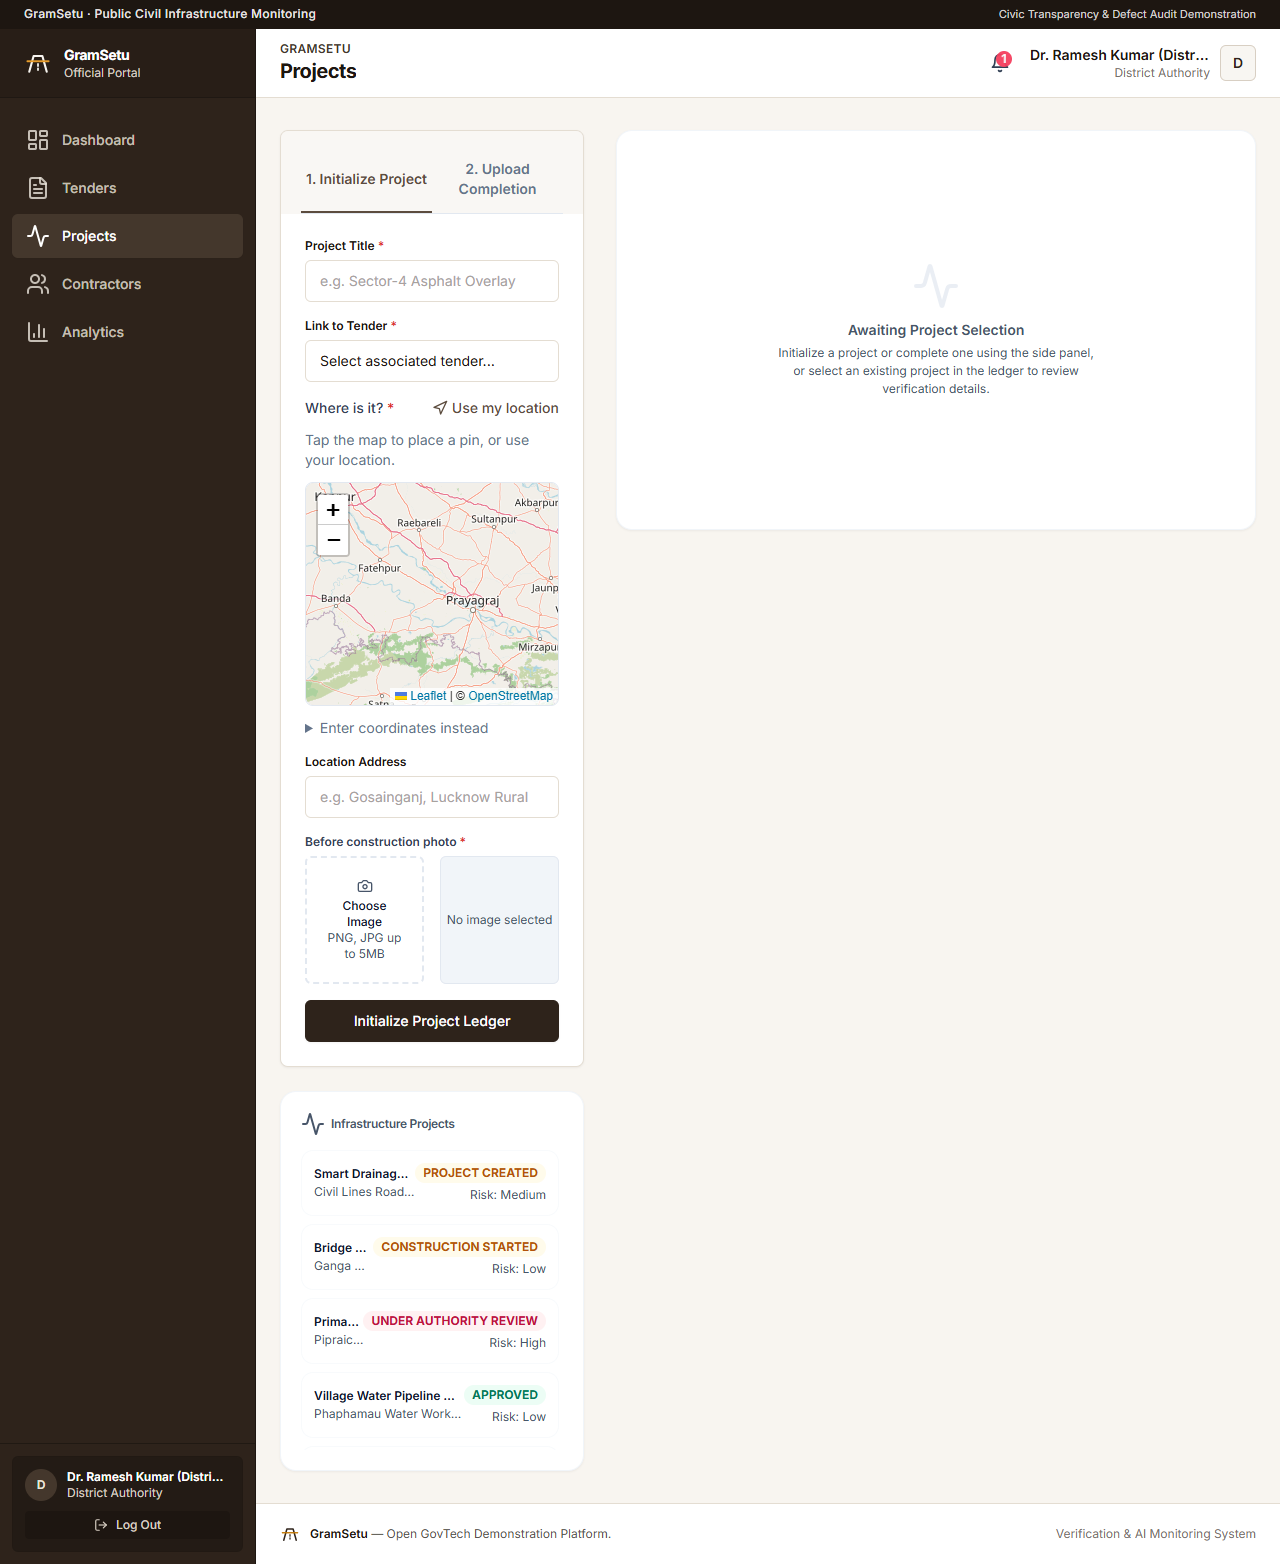 GramSetu · Public Civil Infrastructure Monitoring
Civic Transparency & Defect Audit Demonstration
GramSetu
Official Portal
Dashboard
Tenders
Projects
Contractors
Analytics
GRAMSETU
Projects
1
Dr. Ramesh Kumar (Distr...
District Authority
D
1. Initialize Project
2. Upload
Completion
Project Title *
e.g. Sector-4 Asphalt Overlay
Link to Tender *
Select associated tender...
Where is it? *
Use my location
Tap the map to place a pin, or use
your location.
+
−
Akbarpur
Raebareli
Sultanpur
Fatehpur
Jaunp
Banda
Prayagraj
Mirzapu
Leaflet | © OpenStreetMap
Enter coordinates instead
Location Address
e.g. Gosainganj, Lucknow Rural
Before construction photo *
Choose
Image
PNG, JPG up
to 5MB
No image selected
Initialize Project Ledger
Infrastructure Projects
Smart Drainag... PROJECT CREATED
Civil Lines Road... Risk: Medium
Bridge ... CONSTRUCTION STARTED
Ganga ... Risk: Low
Prima... UNDER AUTHORITY REVIEW
Pipraic... Risk: High
Village Water Pipeline ... APPROVED
Phaphamau Water Work... Risk: Low
Awaiting Project Selection
Initialize a project or complete one using the side panel,
or select an existing project in the ledger to review
verification details.
D
Dr. Ramesh Kumar (Distri...
District Authority
Log Out
GramSetu — Open GovTech Demonstration Platform.
Verification & AI Monitoring System